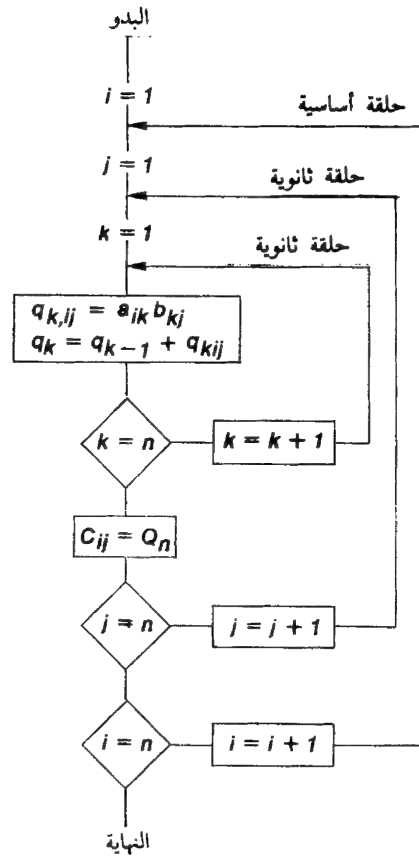 البدو
i = 1
حلقة أساسية
j = 1
حلقة ثانوية
k = 1
حلقة ثانوية
q_{k,ij} = a_{ik} b_{kj}
q_k = q_{k-1} + q_{kij}
k = n
k = k + 1
C_{ij} = Q_n
j = n
j = j + 1
i = n
i = i + 1
النهاية